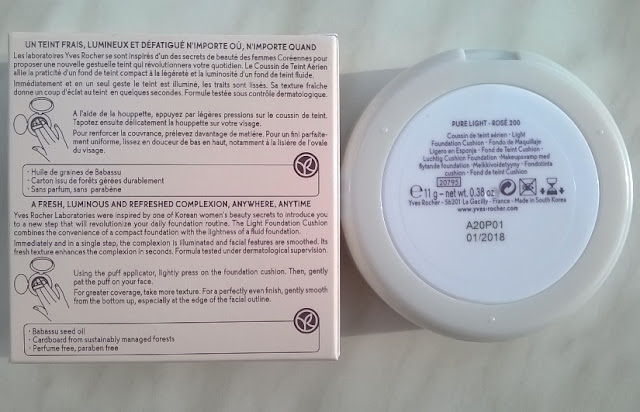 UN TEINT FRAIS, LUMINEUX ET DÉFATIGUÉ N'IMPORTE OÙ, N'IMPORTE QUAND
Les laboratoires Yves Rocher se sont inspirés d'un des secrets de beauté des femmes Coréennes pour
proposer une nouvelle gestuelle teint qui révolutionnera votre quotidien. Le Coussin de Teint Aérien
allie la praticité d'un fond de teint compact à la légèreté et la luminosité d'un fond de teint fluide.
Immédiatement et en un seul geste le teint est illuminé, les traits sont lissés. Sa texture fraîche
donne un coup d'éclat au teint en quelques secondes. Formule testée sous contrôle dermatologique.
A l'aide de la houppette, appuyez par légères pressions sur le coussin de teint.
Tapotez ensuite délicatement la houppette sur votre visage.
Pour renforcer la couvrance, prélevez davantage de matière. Pour un fini parfaite-
ment uniforme, lissez en douceur de bas en haut, notamment à la lisière de l'ovale
du visage.
• Huile de graines de Babassu
• Carton issu de forêts gérées durablement
• Sans parfum, sans parabène
YR
A FRESH, LUMINOUS AND REFRESHED COMPLEXION, ANYWHERE, ANYTIME
Yves Rocher Laboratories were inspired by one of Korean women's beauty secrets to introduce you
to a new step that will revolutionize your daily foundation routine. The Light Foundation Cushion
combines the convenience of a compact foundation with the lightness of a fluid foundation.
Immediately and in a single step, the complexion is illuminated and facial features are smoothed. Its
fresh texture enhances the complexion in seconds. Formula tested under dermatological supervision.
Using the puff applicator, lightly press on the foundation cushion. Then, gently
pat the puff on your face.
For greater coverage, take more texture. For a perfectly even finish, gently smooth
from the bottom up, especially at the edge of the facial outline.
• Babassu seed oil
• Cardboard from sustainably managed forests
• Perfume free, paraben free
YR
PURE LIGHT - ROSÉ 200
Coussin de teint aérien • Light
Foundation Cushion • Fondo de Maquillaje
Ligero en Esponja • Fond de Teint Cushion •
Luchtig Cushion Foundation • Makeupsvamp med
flytande foundation • Meikkivoidetyyny • Fondotinta
cushion • Fond de Teint Cushion
20795
e 11 g - net wt. 0.38 oz.
Yves Rocher - 56201 La Gacilly - France - Made in South Korea
www.yves-rocher.com
A20P01
01/2018